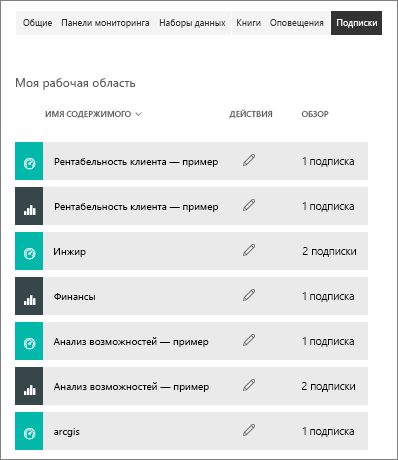 Общие Панели мониторинга Наборы данных Книги Оповещения Подписки
Моя рабочая область
ИМЯ СОДЕРЖИМОГО ДЕЙСТВИЯ ОБЗОР
Рентабельность клиента — пример 1 подписка
Рентабельность клиента — пример 1 подписка
Инжир 2 подписки
Финансы 1 подписка
Анализ возможностей — пример 1 подписка
Анализ возможностей — пример 2 подписки
arcgis 1 подписка